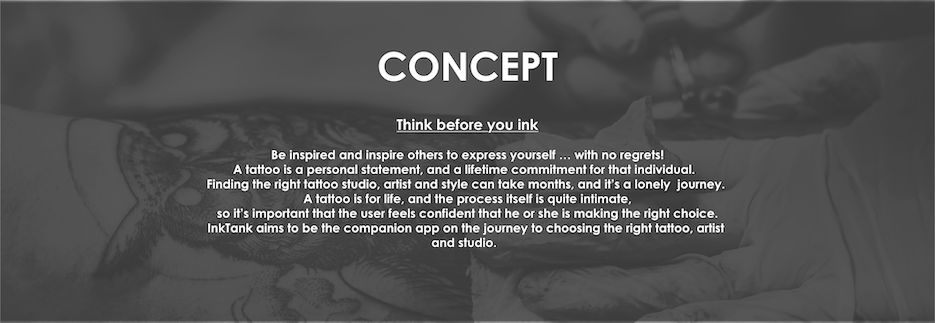 CONCEPT
Think before you ink
Be inspired and inspire others to express yourself ... with no regrets!
A tattoo is a personal statement, and a lifetime commitment for that individual.
Finding the right tattoo studio, artist and style can take months, and it's a lonely  journey.
A tattoo is for life, and the process itself is quite intimate,
so it's important that the user feels confident that he or she is making the right choice.
InkTank aims to be the companion app on the journey to choosing the right tattoo, artist
and studio.